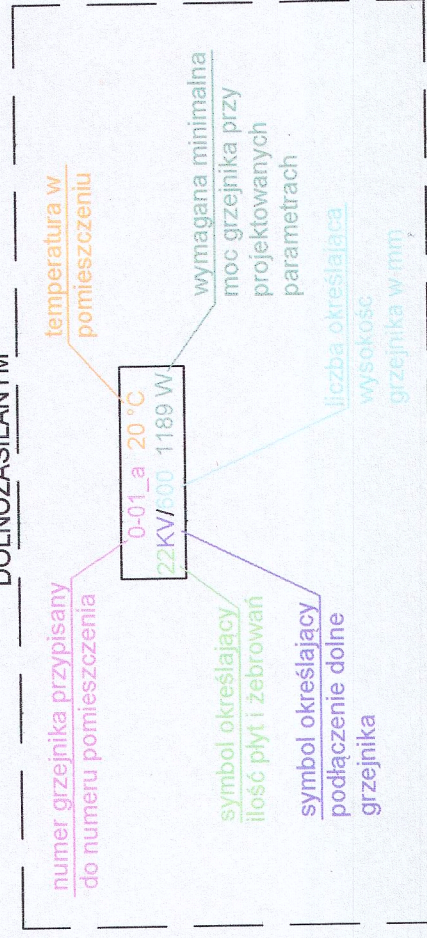 DOLNOZASILANYM
numer grzejnika przypisany
do numeru pomieszczenia
temperatura w
pomieszczeniu
0-01_a 20 °C
22KV/600 1189 W
symbol określający
ilość płyt i żebrowań
symbol określający
podłączenie dolne
grzejnika
wymagana minimalna
moc grzejnika przy
projektowanych
parametrach
liczba określająca
wysokość
grzejnika w mm